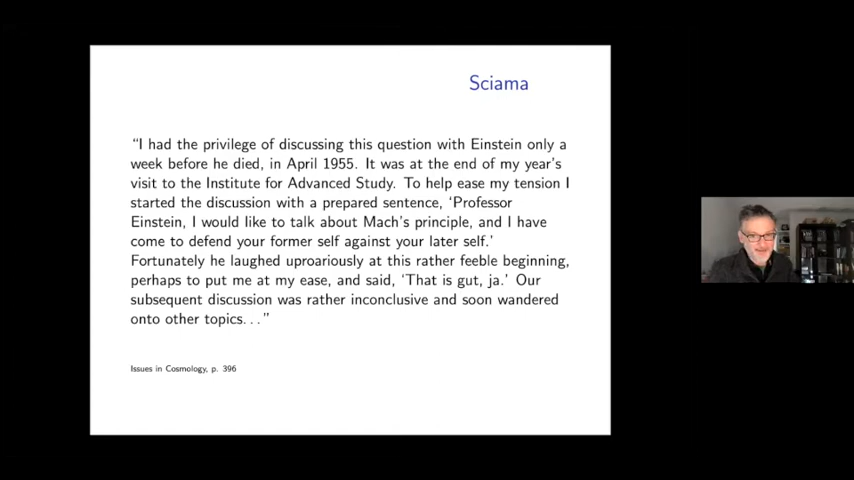 Sciama
“I had the privilege of discussing this question with Einstein only a
week before he died, in April 1955. It was at the end of my year’s
visit to the Institute for Advanced Study. To help ease my tension I
started the discussion with a prepared sentence, ‘Professor
Einstein, I would like to talk about Mach’s principle, and I have
come to defend your former self against your later self.’
Fortunately he laughed uproariously at this rather feeble beginning,
perhaps to put me at my ease, and said, ‘That is gut, ja.’ Our
subsequent discussion was rather inconclusive and soon wandered
onto other topics. . . ”
Issues in Cosmology, p. 396